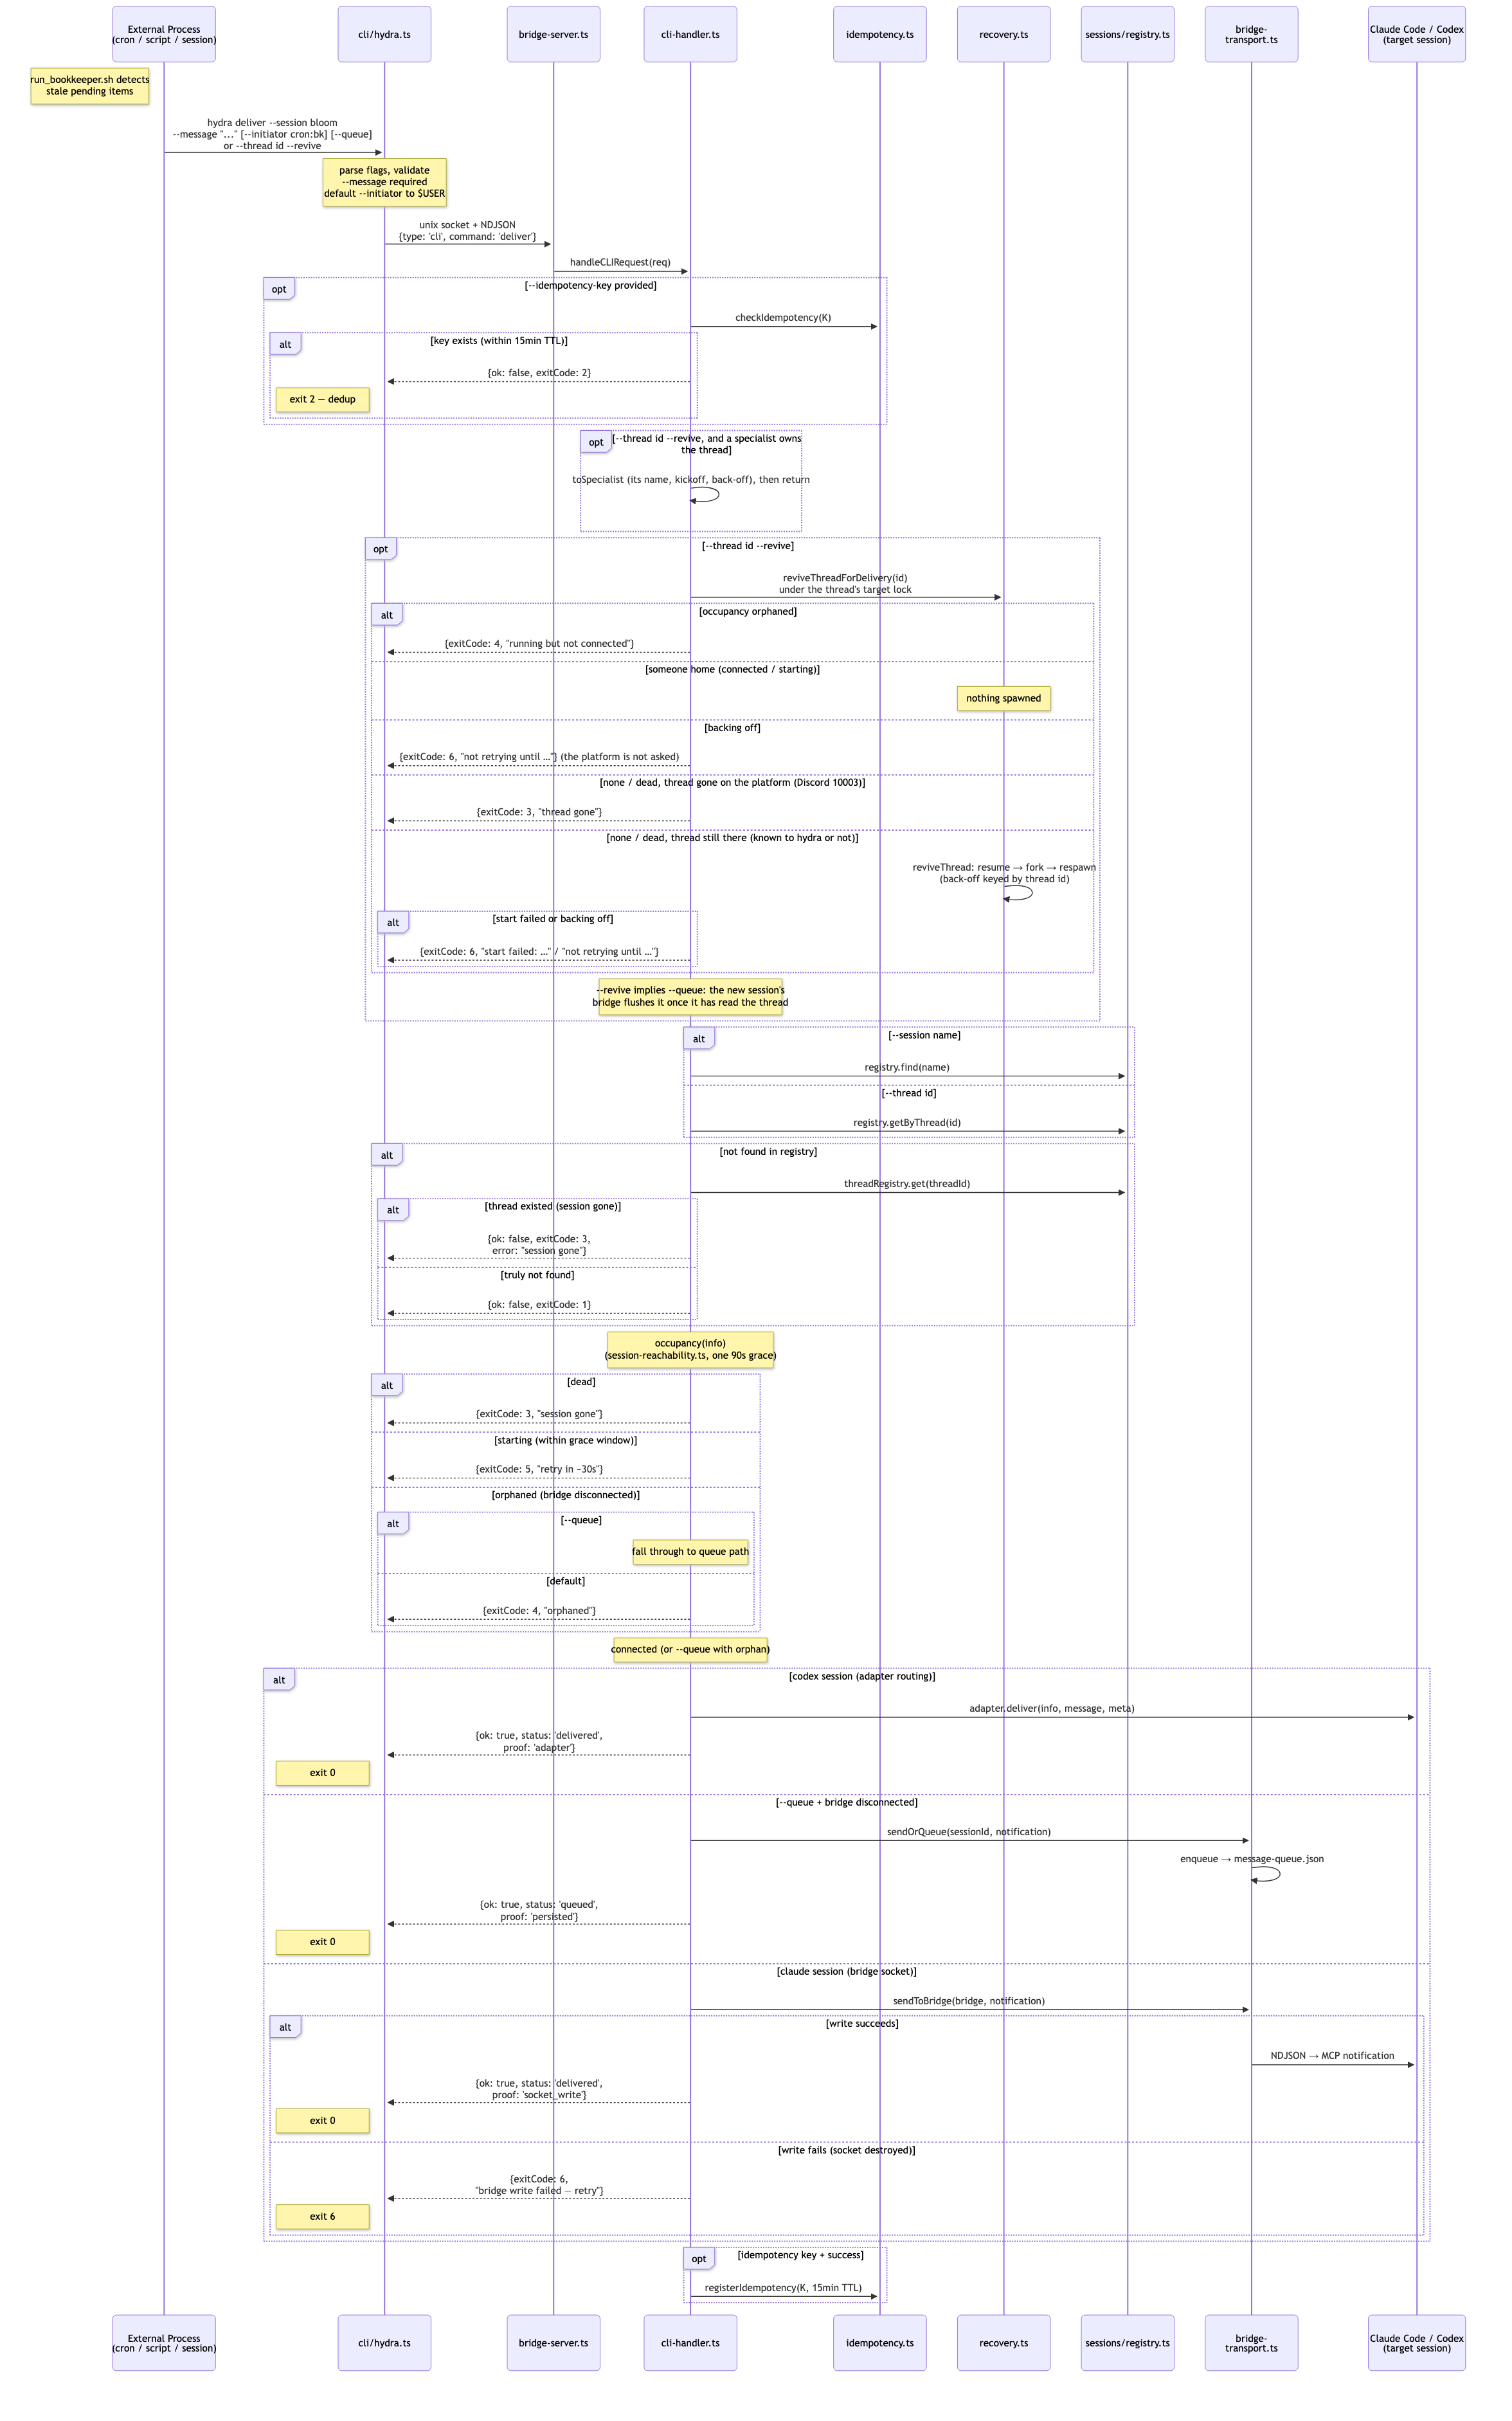 External Process
(cron / script / session)
cli/hydra.ts
bridge-server.ts
cli-handler.ts
idempotency.ts
recovery.ts
sessions/registry.ts
bridge-
transport.ts
Claude Code / Codex
(target session)
run_bookkeeper.sh detects
stale pending items
hydra deliver --session bloom
--message "..." [--initiator cron:bk] [--queue]
or --thread id --revive
parse flags, validate
--message required
default --initiator to $USER
unix socket + NDJSON
{type: 'cli', command: 'deliver'}
handleCLIRequest(req)
opt
[--idempotency-key provided]
checkIdempotency(K)
alt
[key exists (within 15min TTL)]
{ok: false, exitCode: 2}
exit 2 — dedup
opt
[--thread id --revive, and a specialist owns
the thread]
toSpecialist (its name, kickoff, back-off), then return
opt
[--thread id --revive]
reviveThreadForDelivery(id)
under the thread's target lock
alt
[occupancy orphaned]
{exitCode: 4, "running but not connected"}
[someone home (connected / starting)]
nothing spawned
[backing off]
{exitCode: 6, "not retrying until …"} (the platform is not asked)
[none / dead, thread gone on the platform (Discord 10003)]
{exitCode: 3, "thread gone"}
[none / dead, thread still there (known to hydra or not)]
reviveThread: resume → fork → respawn
(back-off keyed by thread id)
alt
[start failed or backing off]
{exitCode: 6, "start failed: …" / "not retrying until …"}
--revive implies --queue: the new session's
bridge flushes it once it has read the thread
alt
[--session name]
registry.find(name)
[--thread id]
registry.getByThread(id)
alt
[not found in registry]
threadRegistry.get(threadId)
alt
[thread existed (session gone)]
{ok: false, exitCode: 3,
error: "session gone"}
[truly not found]
{ok: false, exitCode: 1}
occupancy(info)
(session-reachability.ts, one 90s grace)
alt
[dead]
{exitCode: 3, "session gone"}
[starting (within grace window)]
{exitCode: 5, "retry in ~30s"}
[orphaned (bridge disconnected)]
alt
[--queue]
fall through to queue path
[default]
{exitCode: 4, "orphaned"}
connected (or --queue with orphan)
alt
[codex session (adapter routing)]
adapter.deliver(info, message, meta)
{ok: true, status: 'delivered',
proof: 'adapter'}
exit 0
[--queue + bridge disconnected]
sendOrQueue(sessionId, notification)
enqueue → message-queue.json
{ok: true, status: 'queued',
proof: 'persisted'}
exit 0
[claude session (bridge socket)]
sendToBridge(bridge, notification)
alt
[write succeeds]
NDJSON → MCP notification
{ok: true, status: 'delivered',
proof: 'socket_write'}
exit 0
[write fails (socket destroyed)]
{exitCode: 6,
"bridge write failed — retry"}
exit 6
opt
[idempotency key + success]
registerIdempotency(K, 15min TTL)
External Process
(cron / script / session)
cli/hydra.ts
bridge-server.ts
cli-handler.ts
idempotency.ts
recovery.ts
sessions/registry.ts
bridge-
transport.ts
Claude Code / Codex
(target session)